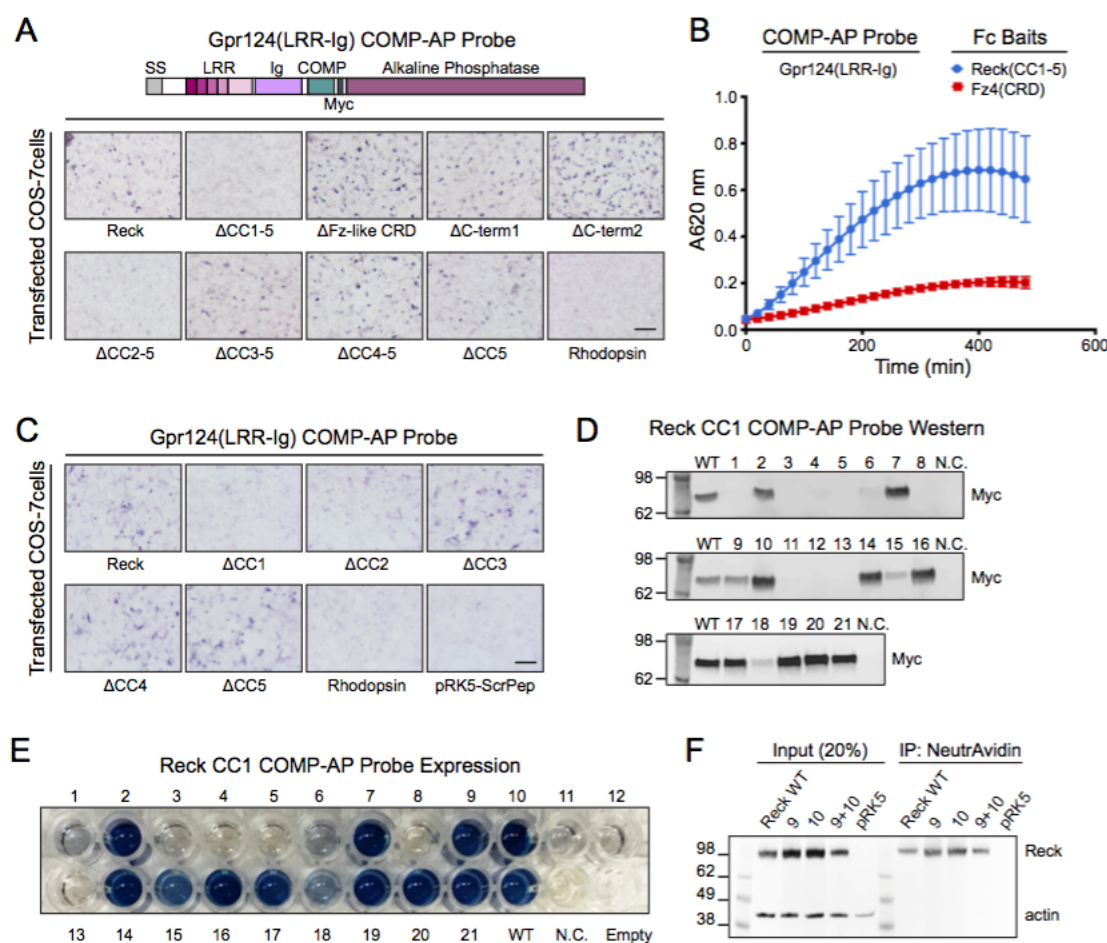 A
Gpr124(LRR-Ig) COMP-AP Probe
SS LRR Ig COMP Alkaline Phosphatase
Myc
Transfected COS-7cells
Reck ΔCC1-5 ΔFz-like CRD ΔC-term1 ΔC-term2
ΔCC2-5 ΔCC3-5 ΔCC4-5 ΔCC5 Rhodopsin
B
COMP-AP Probe Fc Baits
Gpr124(LRR-Ig) Reck(CC1-5)
Fz4(CRD)
A620 nm
1.0
0.8
0.6
0.4
0.2
0.0
0 200 400 600
Time (min)
C
Gpr124(LRR-Ig) COMP-AP Probe
Transfected COS-7cells
Reck ΔCC1 ΔCC2 ΔCC3
ΔCC4 ΔCC5 Rhodopsin pRK5-ScrPep
D
Reck CC1 COMP-AP Probe Western
WT 1 2 3 4 5 6 7 8 N.C.
98
62
Myc
WT 9 10 11 12 13 14 15 16 N.C.
98
62
Myc
WT 17 18 19 20 21 N.C.
98
62
Myc
E
Reck CC1 COMP-AP Probe Expression
1 2 3 4 5 6 7 8 9 10 11 12
13 14 15 16 17 18 19 20 21 WT N.C. Empty
F
Input (20%) IP: NeutrAvidin
Reck WT 9 10 9+10 pRK5 Reck WT 9 10 9+10 pRK5
98
62
49
38
Reck
actin